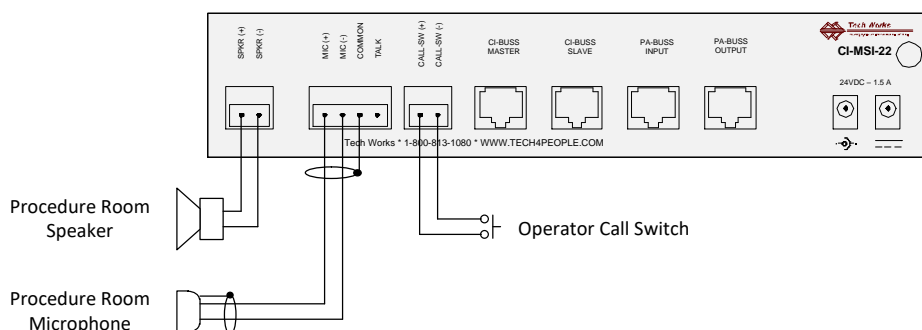 SPKR (+)
SPKR (-)
MIC (+)
MIC (-)
COMMON
TALK
CALL-SW (+)
CALL-SW (-)
CI-BUSS
MASTER
CI-BUSS
SLAVE
PA-BUSS
INPUT
PA-BUSS
OUTPUT
Tech Works
CI-MSI-22
24VDC – 1.5 A
Tech Works * 1-800-813-1080 * WWW.TECH4PEOPLE.COM
Procedure Room
Speaker
Operator Call Switch
Procedure Room
Microphone